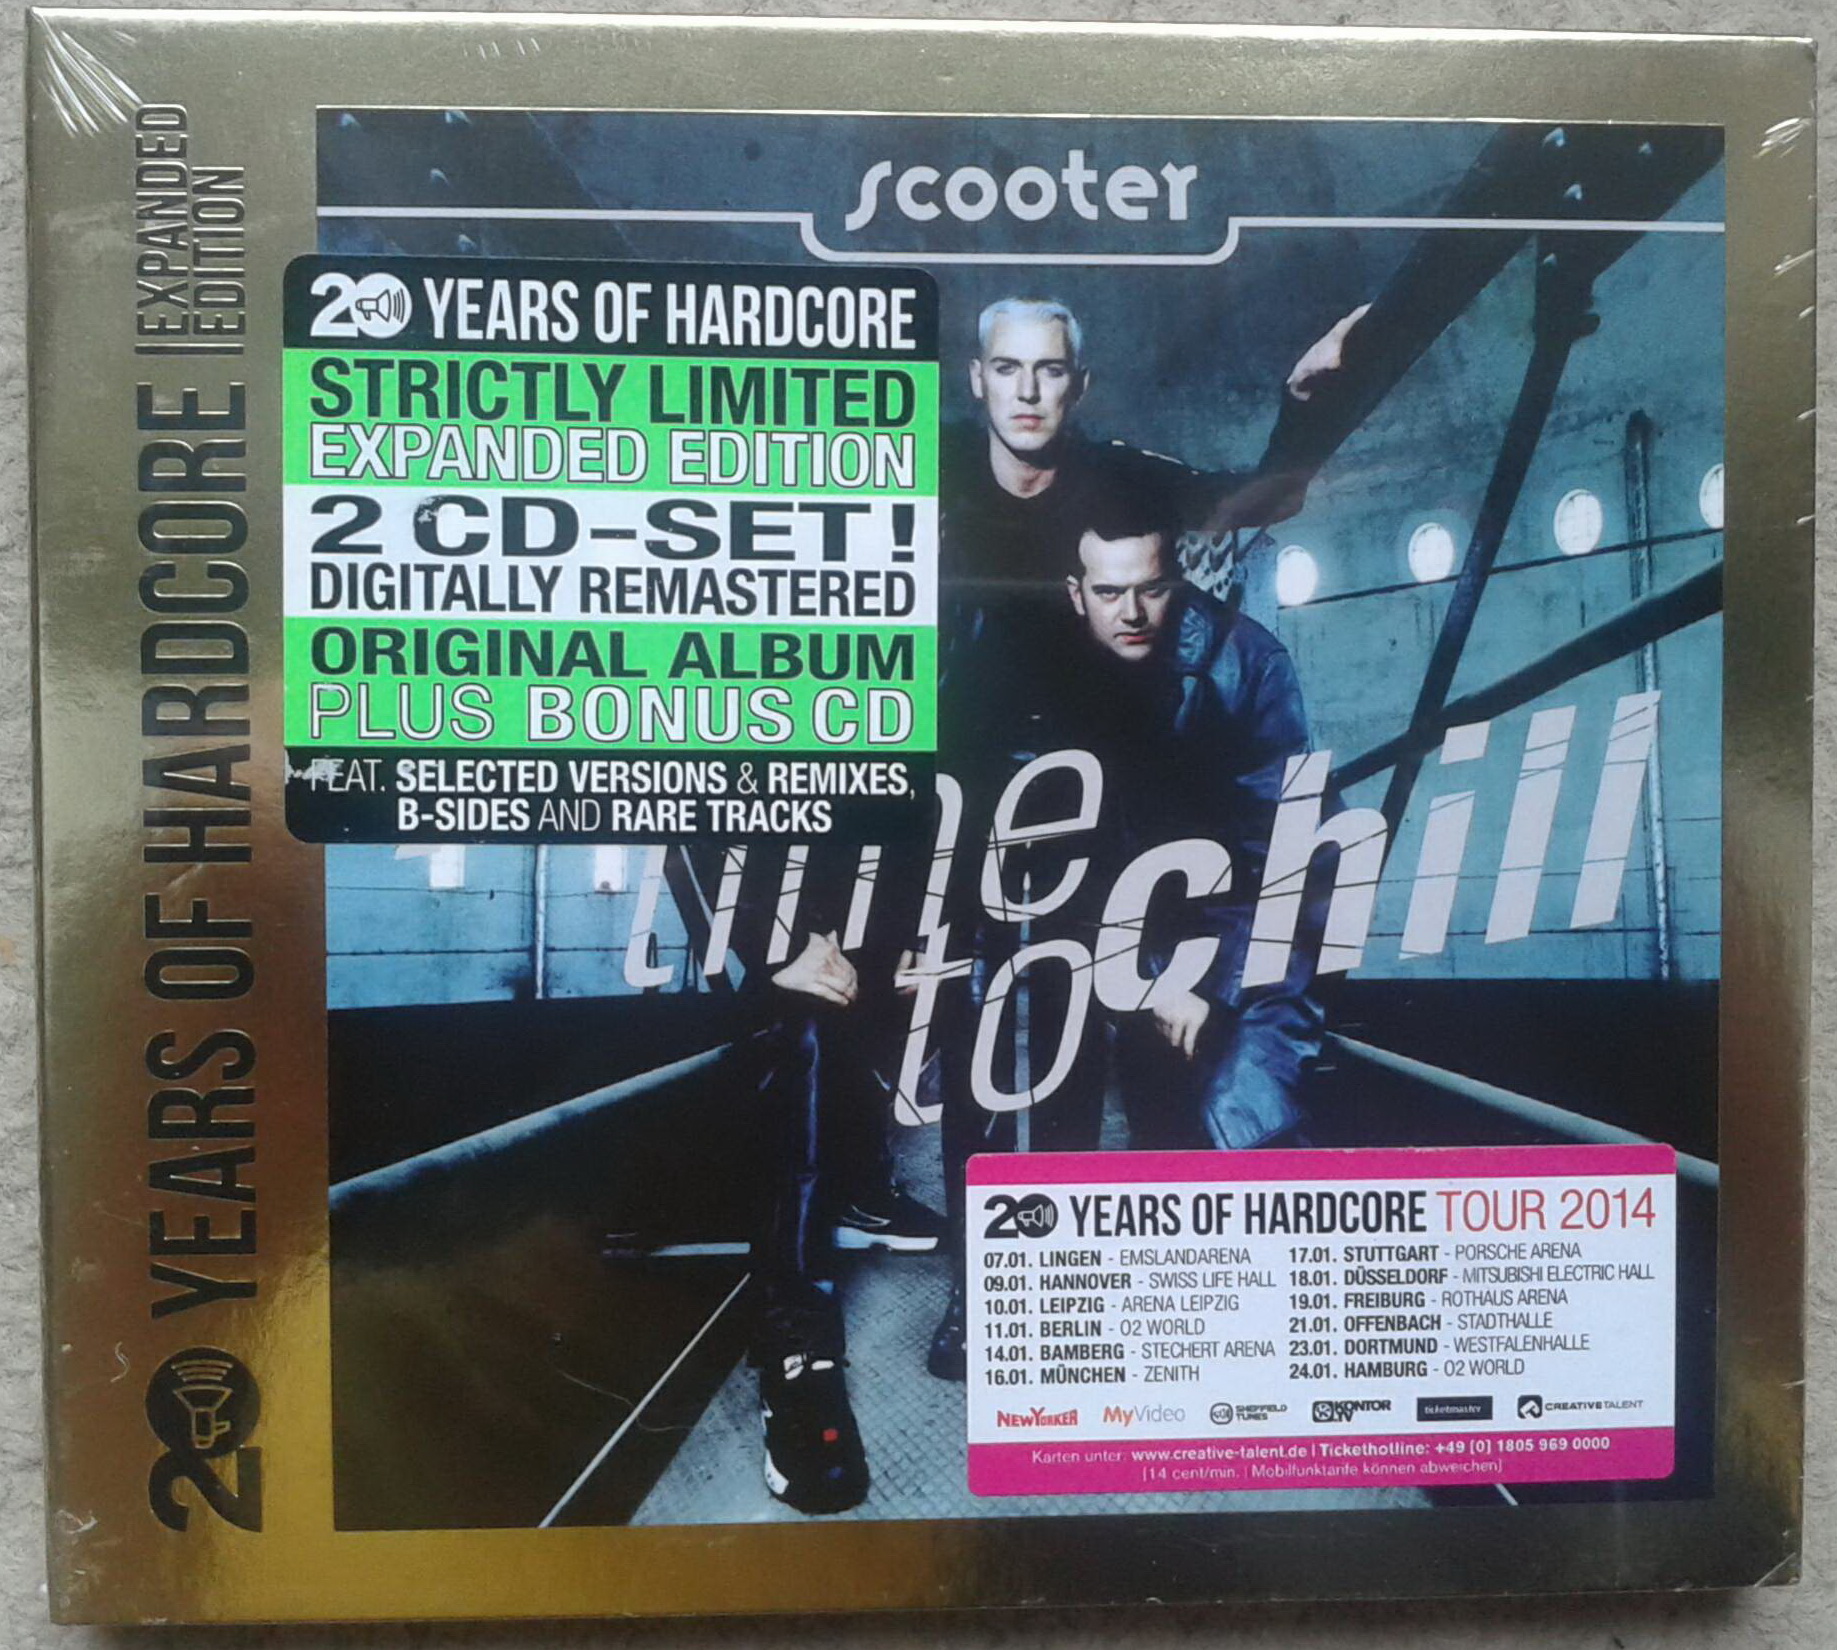 20 YEARS OF HARDCORE EXPANDED
EDITION
scooter
20 YEARS OF HARDCORE
STRICTLY LIMITED
EXPANDED EDITION
2 CD-SET!
DIGITALLY REMASTERED
ORIGINAL ALBUM
PLUS BONUS CD
FEAT. SELECTED VERSIONS & REMIXES,
B-SIDES AND RARE TRACKS
time
to chill
20 YEARS OF HARDCORE TOUR 2014
07.01. LINGEN - EMSLANDARENA
09.01. HANNOVER - SWISS LIFE HALL
10.01. LEIPZIG - ARENA LEIPZIG
11.01. BERLIN - O2 WORLD
14.01. BAMBERG - STECHERT ARENA
16.01. MÜNCHEN - ZENITH
17.01. STUTTGART - PORSCHE ARENA
18.01. DÜSSELDORF - MITSUBISHI ELECTRIC HALL
19.01. FREIBURG - ROTHAUS ARENA
21.01. OFFENBACH - STADTHALLE
23.01. DORTMUND - WESTFALENHALLE
24.01. HAMBURG - O2 WORLD
NEWYORKER MyVideo SHEFFIELD TUNES KONTOR.TV ticketmaster CREATIVE TALENT
Karten unter: www.creative-talent.de | Tickethotline: +49 [0] 1805 969 0000
[14 cent/min. | Mobilfunktarife können abweichen]